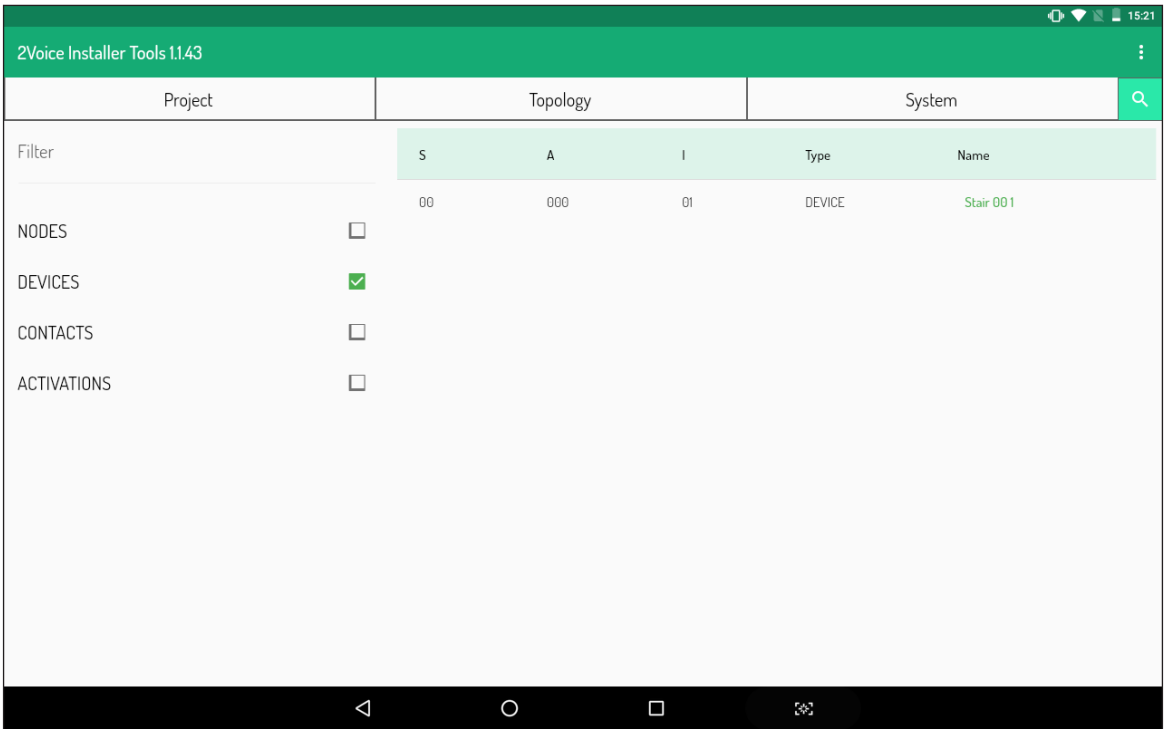 15:21
2Voice Installer Tools 1.1.43
Project Topology System
Filter
S A I Type Name
00 000 01 DEVICE Stair 001
NODES
DEVICES
CONTACTS
ACTIVATIONS